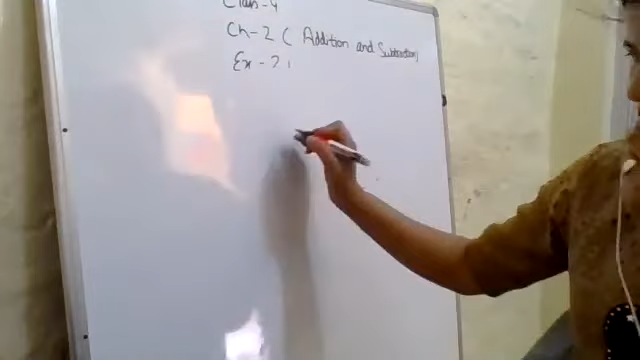 Class-4
Ch-2 ( Addition and Subtraction)
Ex - 2.1